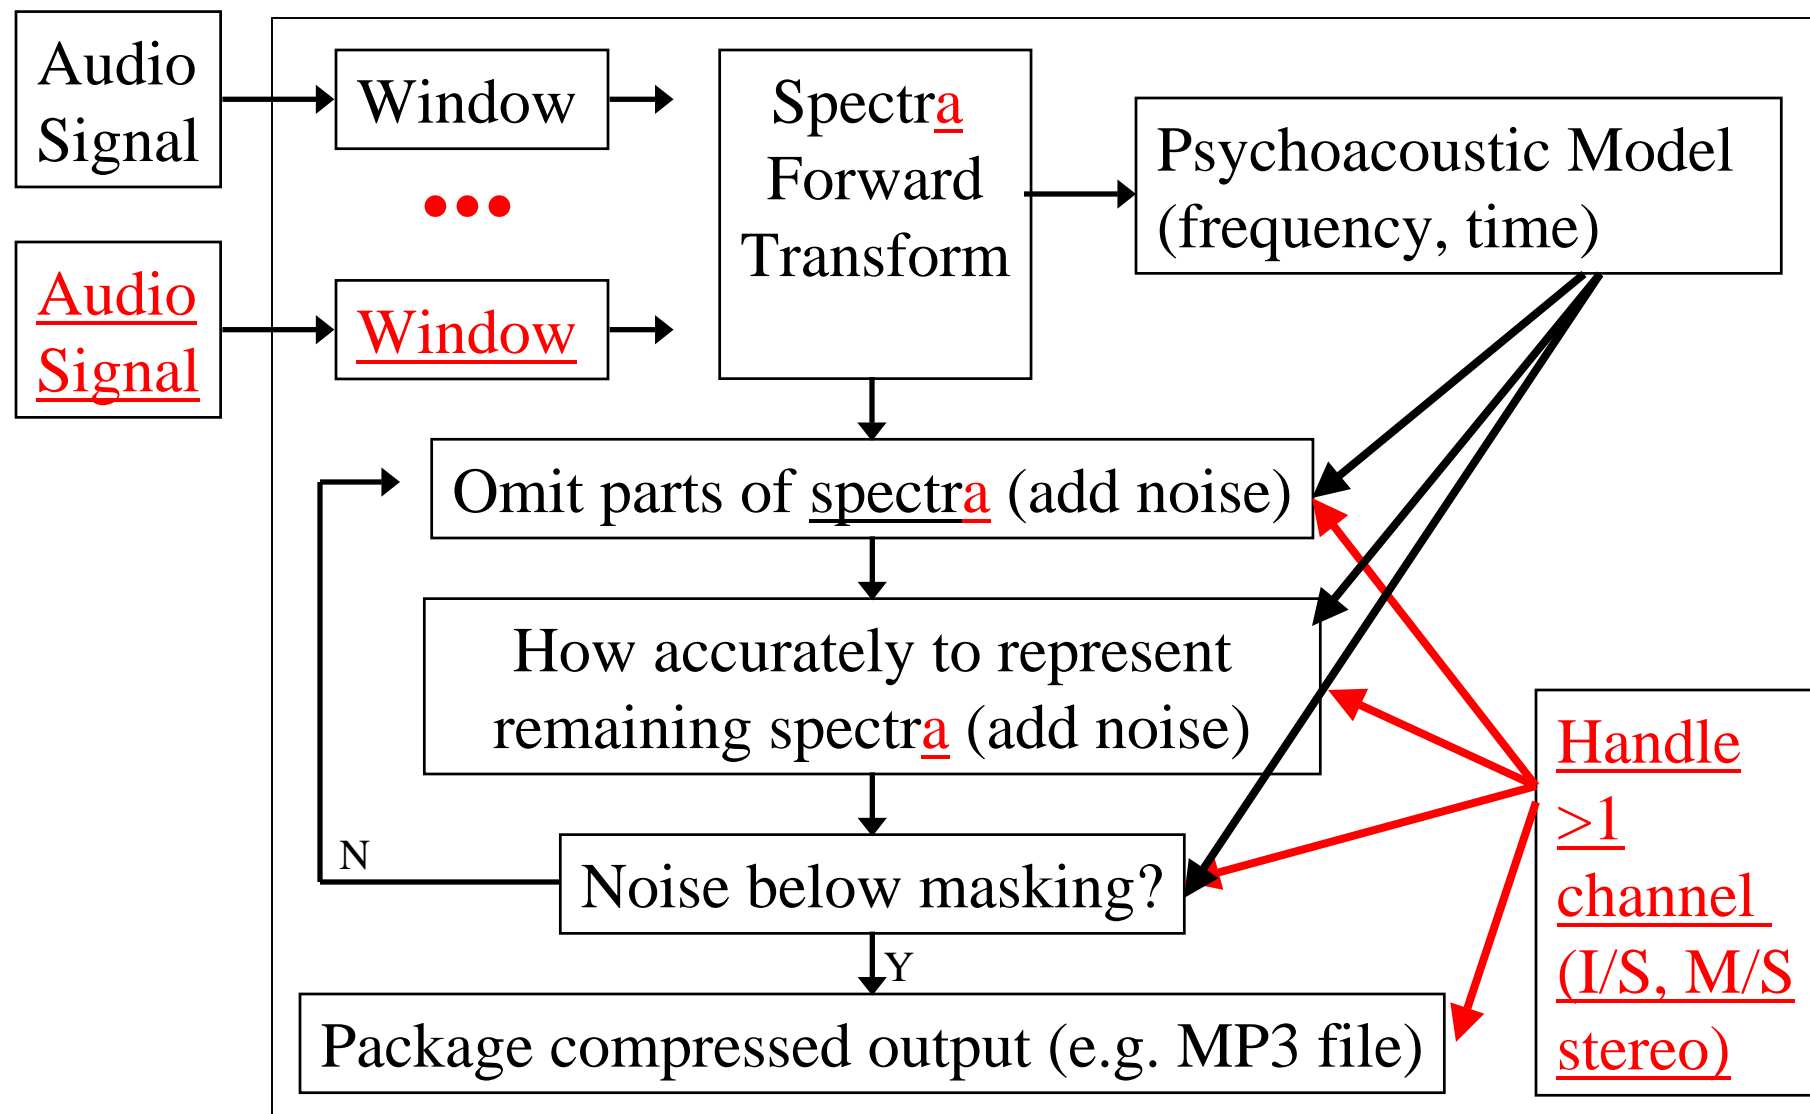 Audio
Signal
Window
Spectra
Forward
Transform
Psychoacoustic Model
(frequency, time)
•••
Audio
Signal
Window
Omit parts of spectra (add noise)
How accurately to represent
remaining spectra (add noise)
Handle
>1
channel
(I/S, M/S
stereo)
N
Noise below masking?
Y
Package compressed output (e.g. MP3 file)